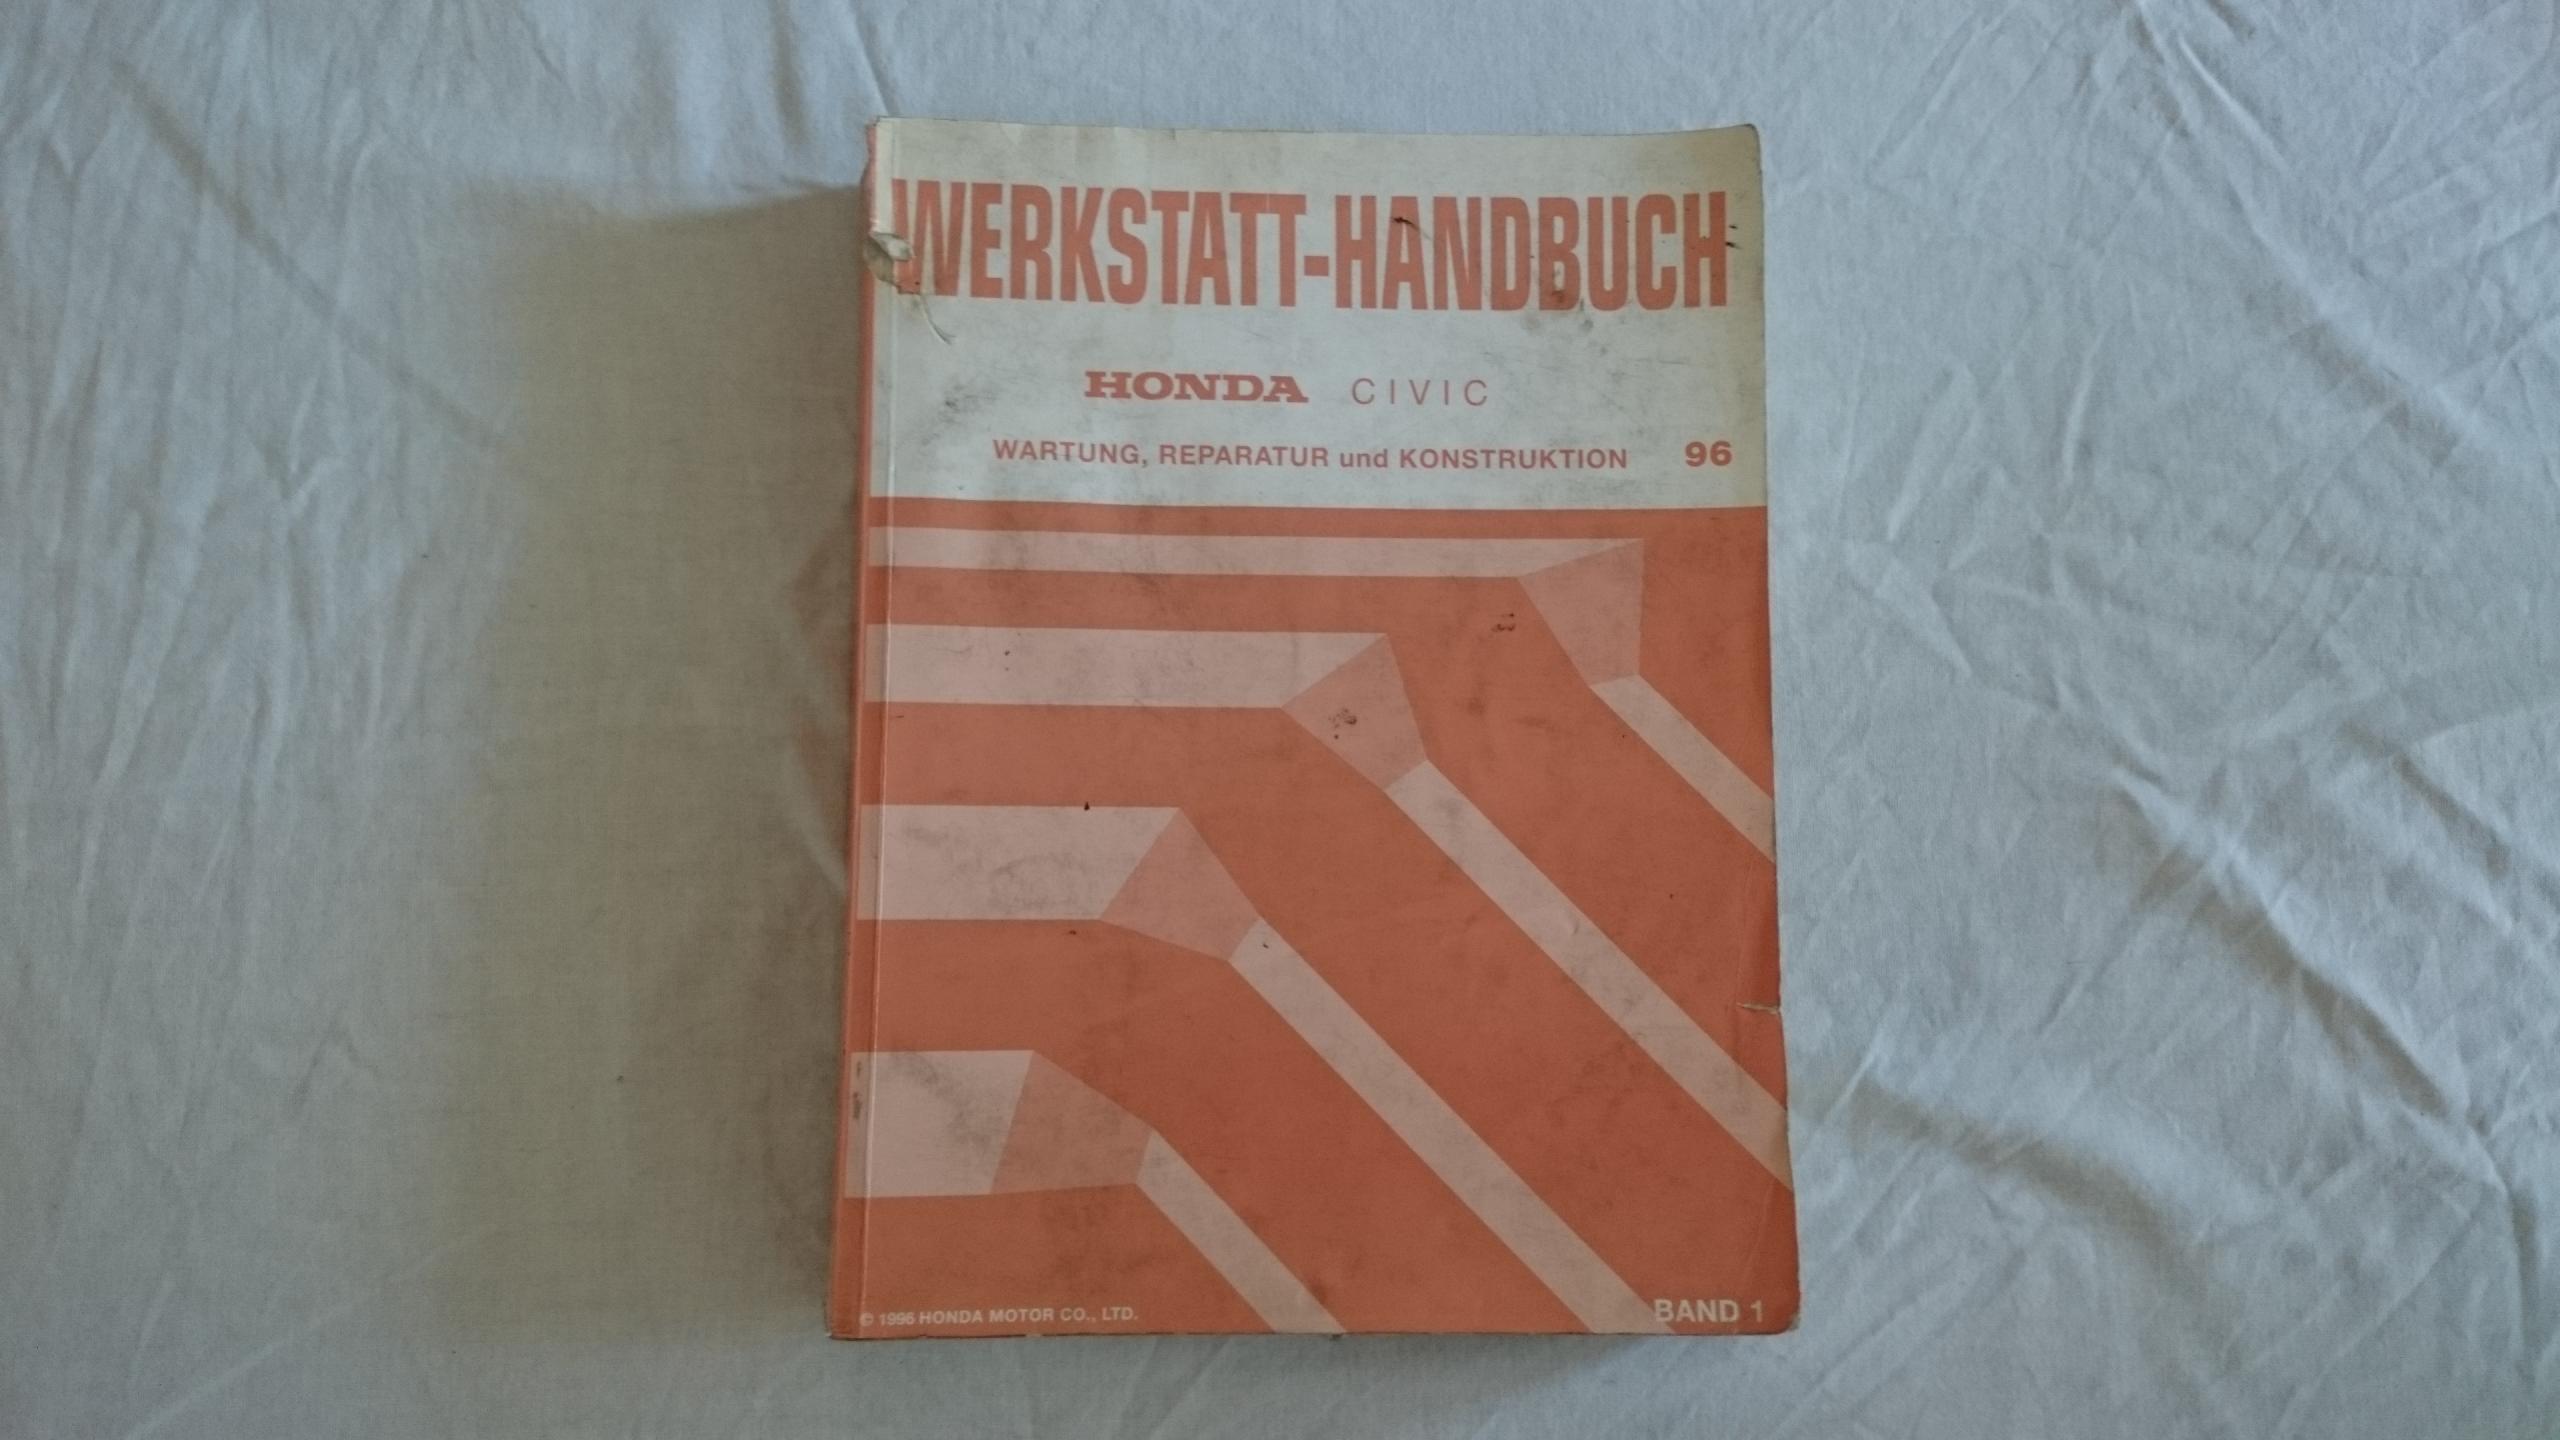 WERKSTATT-HANDBUCH
HONDA CIVIC
WARTUNG, REPARATUR und KONSTRUKTION 96
© 1996 HONDA MOTOR CO., LTD. BAND 1